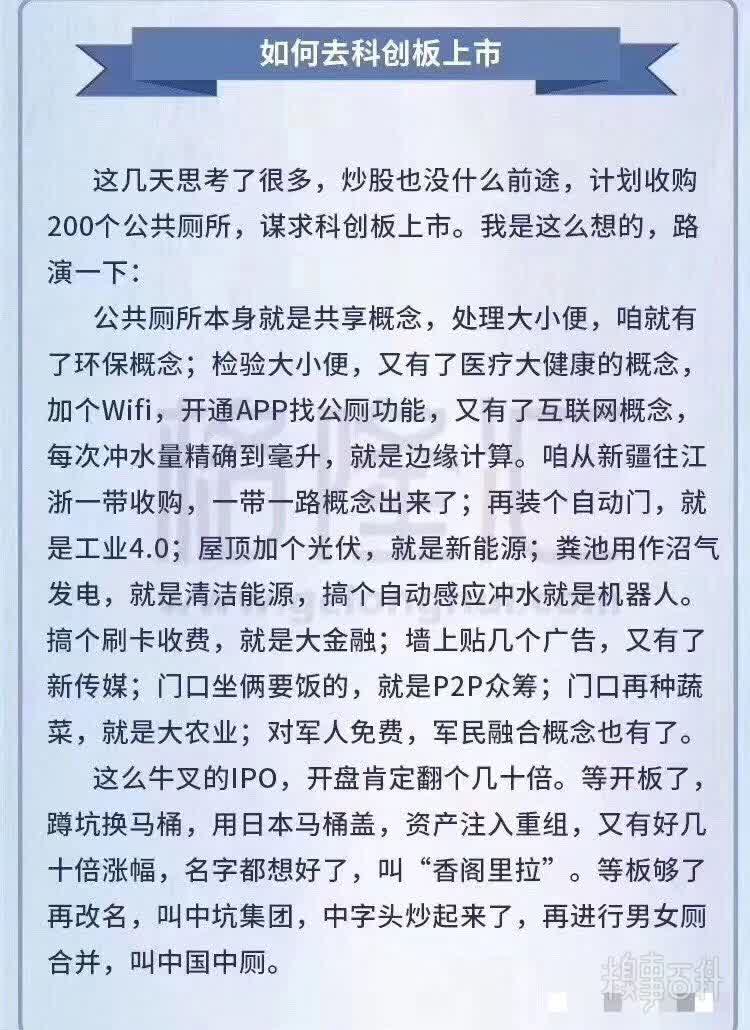 如何去科创板上市
这几天思考了很多，炒股也没什么前途，计划收购
200个公共厕所，谋求科创板上市。我是这么想的，路
演一下：
公共厕所本身就是共享概念，处理大小便，咱就有
了环保概念；检验大小便，又有了医疗大健康的概念，
加个Wifi，开通APP找公厕功能，又有了互联网概念，
每次冲水量精确到毫升，就是边缘计算。咱从新疆往江
浙一带收购，一带一路概念出来了；再装个自动门，就
是工业4.0；屋顶加个光伏，就是新能源；粪池用作沼气
发电，就是清洁能源，搞个自动感应冲水就是机器人。
搞个刷卡收费，就是大金融；墙上贴几个广告，又有了
新传媒；门口坐俩要饭的，就是P2P众筹；门口再种蔬
菜，就是大农业；对军人免费，军民融合概念也有了。
这么牛叉的IPO，开盘肯定翻个几十倍。等开板了，
蹲坑换马桶，用日本马桶盖，资产注入重组，又有好几
十倍涨幅，名字都想好了，叫“香阁里拉”。等板够了
再改名，叫中坑集团，中字头炒起来了，再进行男女厕
合并，叫中国中厕。
糗事百科
格隆汇